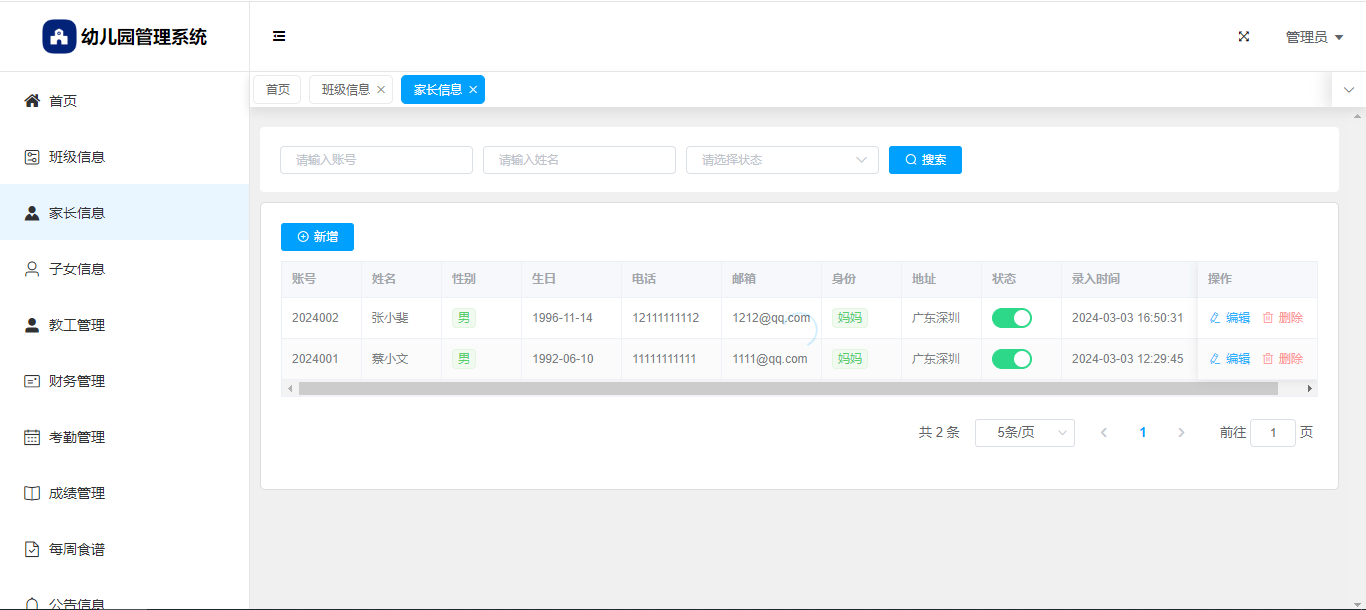 幼儿园管理系统
管理员
首页 班级信息 家长信息
首页
班级信息
家长信息
子女信息
教工管理
财务管理
考勤管理
成绩管理
每周食谱
公告信息
请输入账号 请输入姓名 请选择状态 搜索
新增
账号 姓名 性别 生日 电话 邮箱 身份 地址 状态 录入时间 操作
2024002 张小斐 男 1996-11-14 12111111112 1212@qq.com 妈妈 广东深圳 2024-03-03 16:50:31 编辑 删除
2024001 蔡小文 男 1992-06-10 11111111111 1111@qq.com 妈妈 广东深圳 2024-03-03 12:29:45 编辑 删除
共 2 条 5条/页 1 前往 1 页